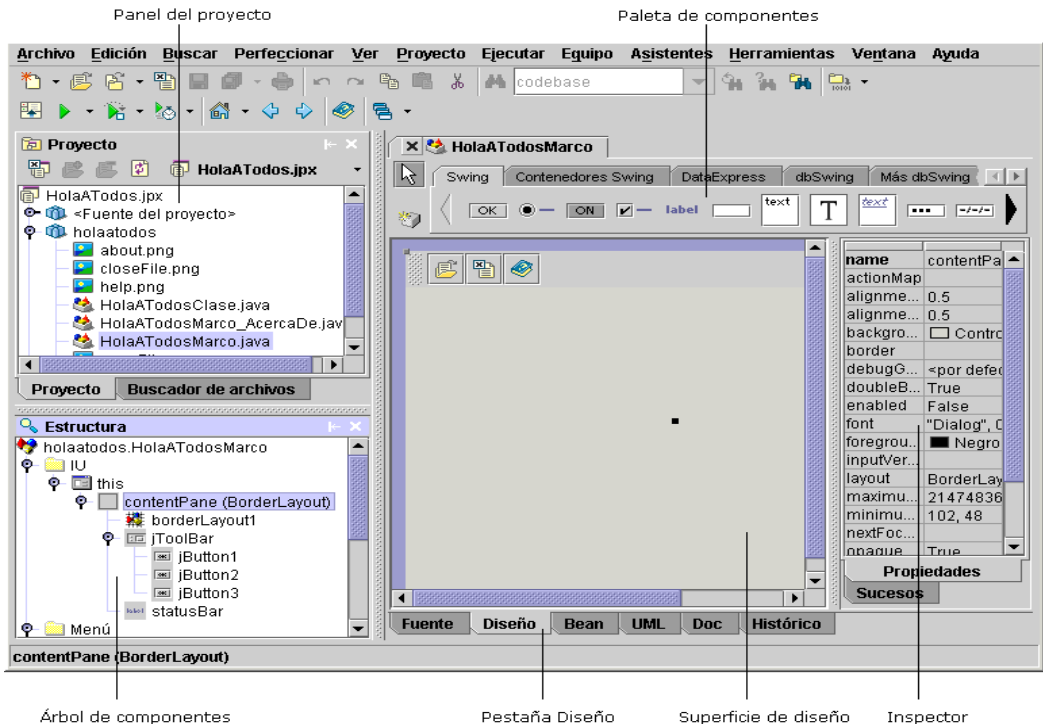 Panel del proyecto
Paleta de componentes
Archivo Edición Buscar Perfeccionar Ver Proyecto Ejecutar Equipo Asistentes Herramientas Ventana Ayuda
codebase
Proyecto
HolaATodos.jpx
HolaATodos.jpx
<Fuente del proyecto>
holaatodos
about.png
closeFile.png
help.png
HolaATodosClase.java
HolaATodosMarco_AcercaDe.jav
HolaATodosMarco.java
Proyecto Buscador de archivos
Estructura
holaatodos.HolaATodosMarco
IU
this
contentPane (BorderLayout)
borderLayout1
jToolBar
jButton1
jButton2
jButton3
statusBar
Menú
HolaATodosMarco
Swing Contenedores Swing DataExpress dbSwing Más dbSwing
OK ON label text T text
name contentPa
actionMap
alignme... 0.5
alignme... 0.5
backgro... Contro
border
debugG... <por defec
doubleB... True
enabled False
font "Dialog", 0
foregrou... Negro
inputVer...
layout BorderLay
maximu... 21474836
minimu... 102, 48
nextFoc...
opaque True
Propiedades
Sucesos
Fuente Diseño Bean UML Doc Histórico
contentPane (BorderLayout)
Árbol de componentes
Pestaña Diseño
Superficie de diseño
Inspector